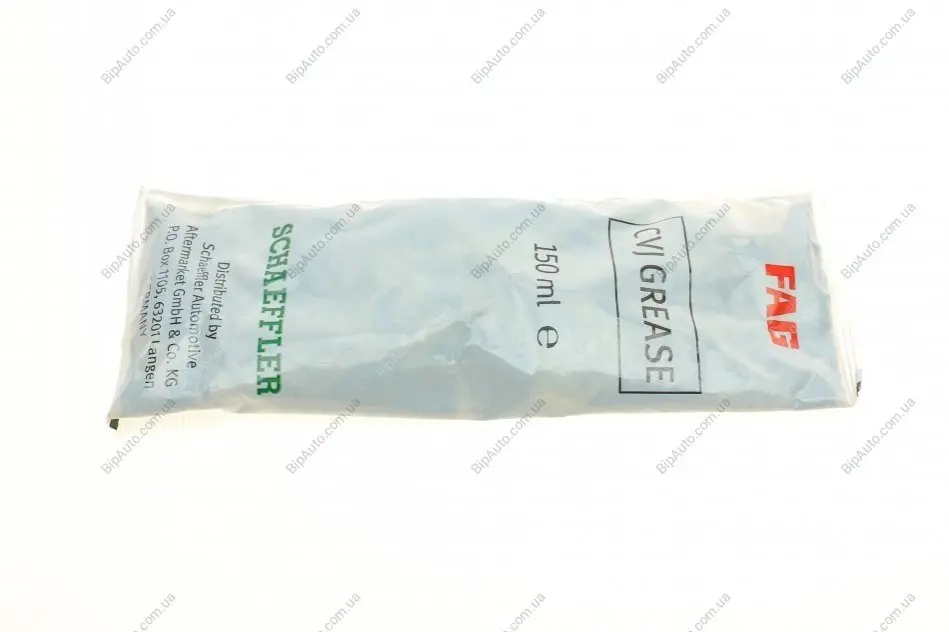 FAG
CVJ GREASE
150 ml e
SCHAEFFLER
Distributed by
Schaeffler Automotive
Aftermarket GmbH & Co. KG
P.O. Box 1105, 63201 Langen
GERMANY
BipAuto.com.ua